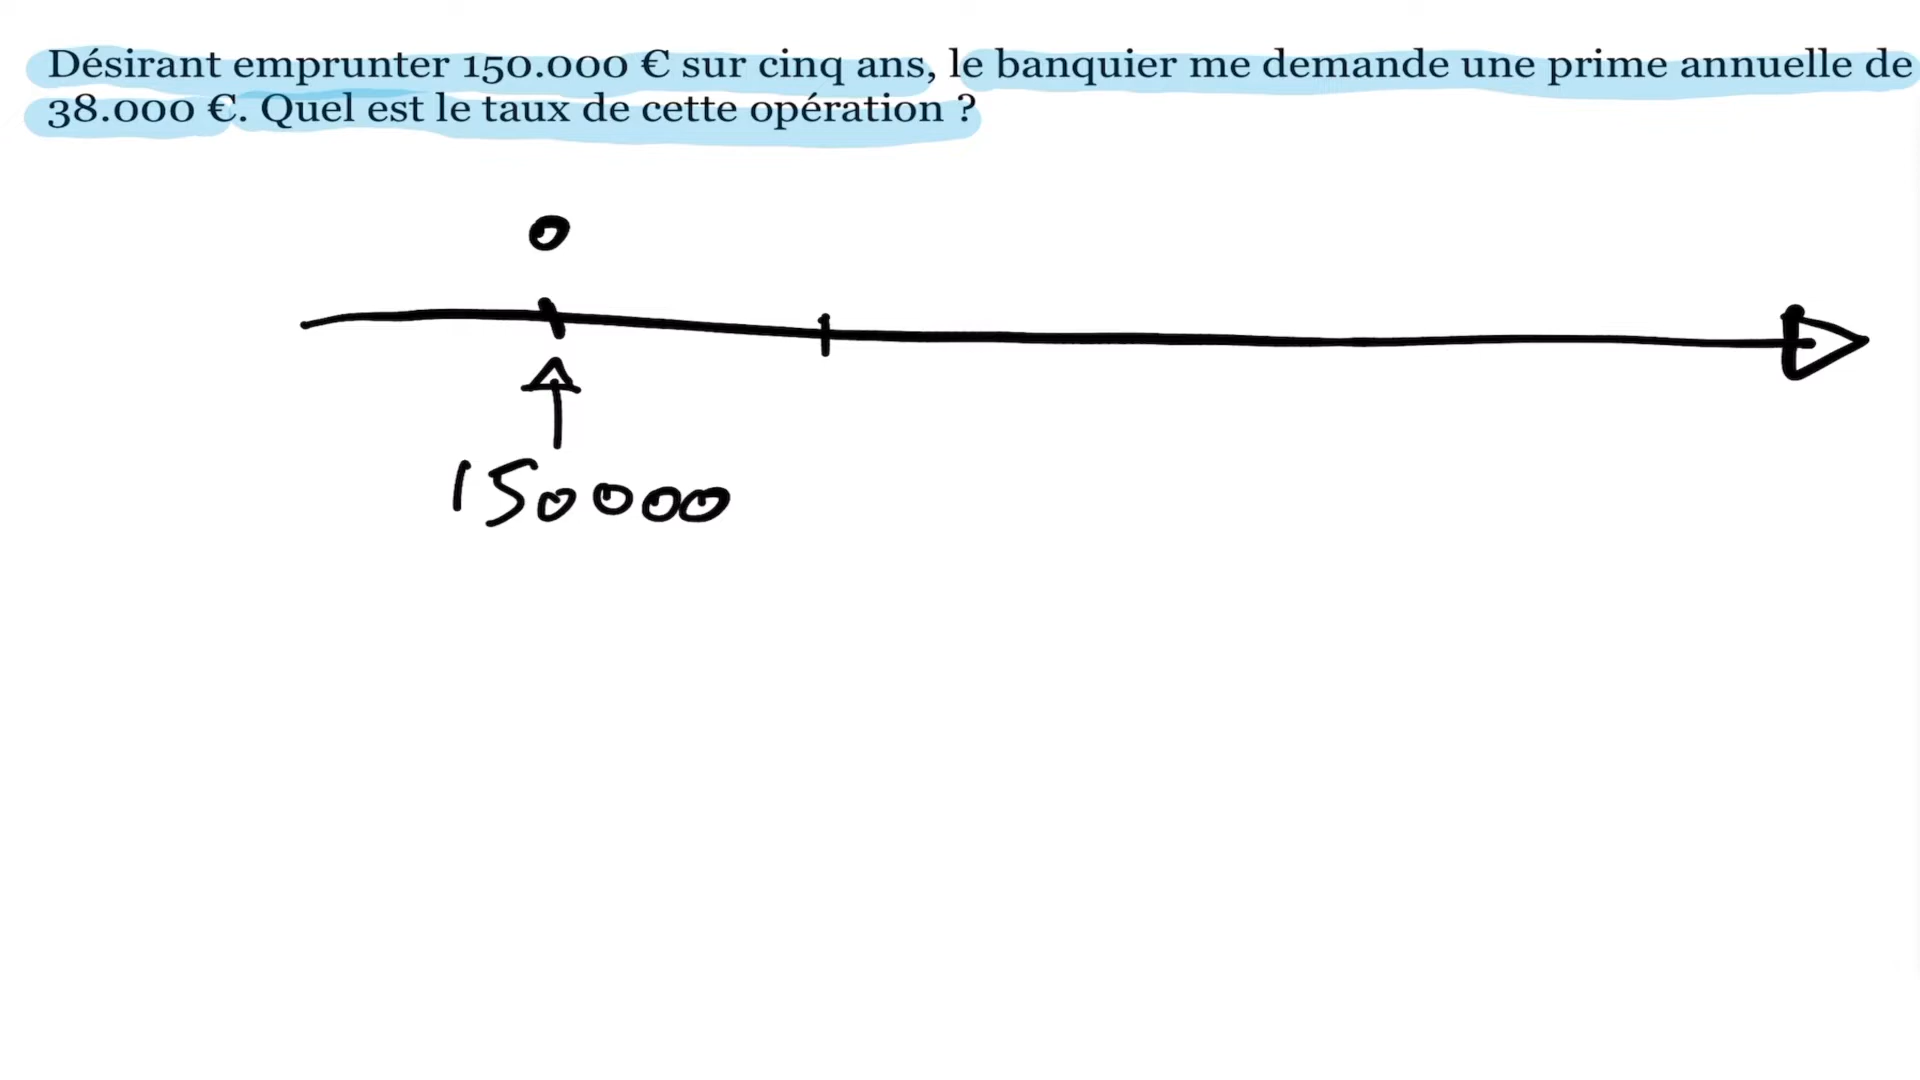 Désirant emprunter 150.000 € sur cinq ans, le banquier me demande une prime annuelle de
38.000 €. Quel est le taux de cette opération ?
0
150000